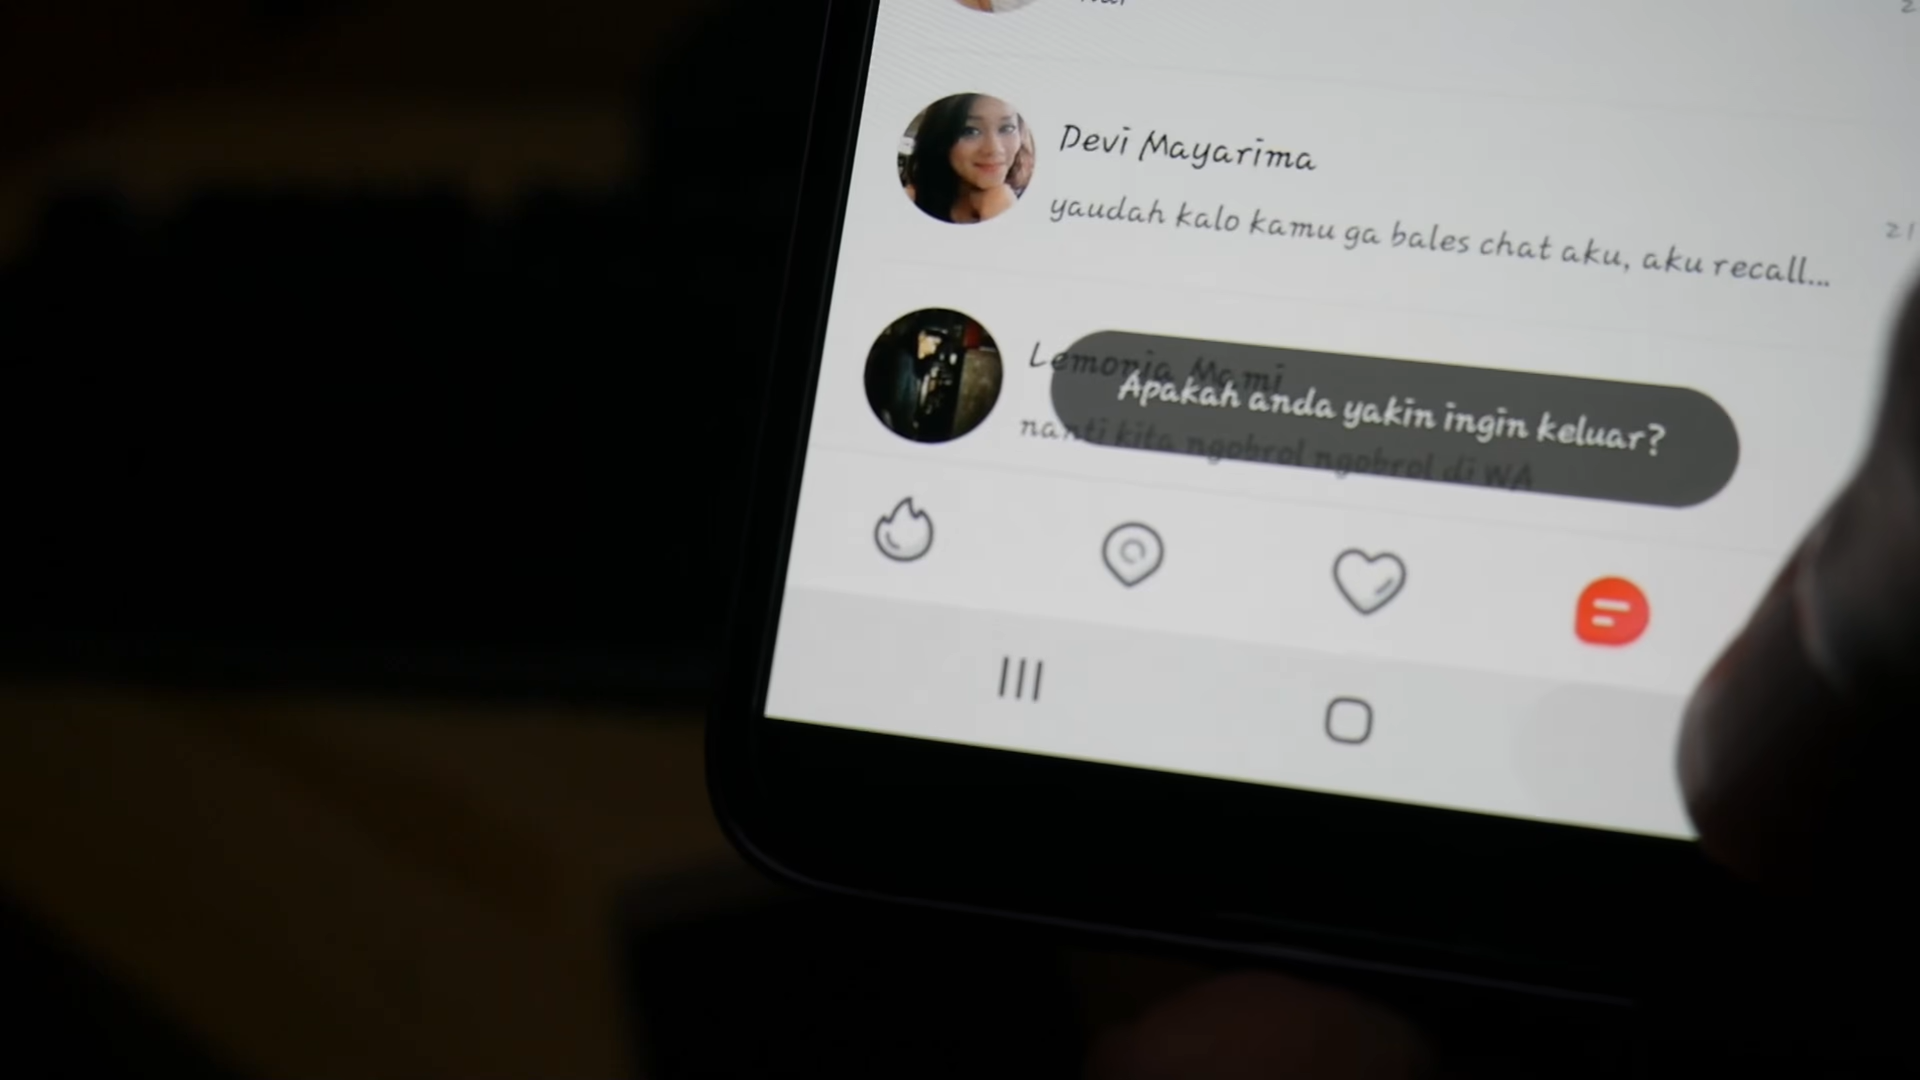 Devi Mayarima
yaudah kalo kamu ga bales chat aku, aku recall...
21
Lemonia Mami
Apakah anda yakin ingin keluar?
nanti kita ngobrol ngobrol di WA